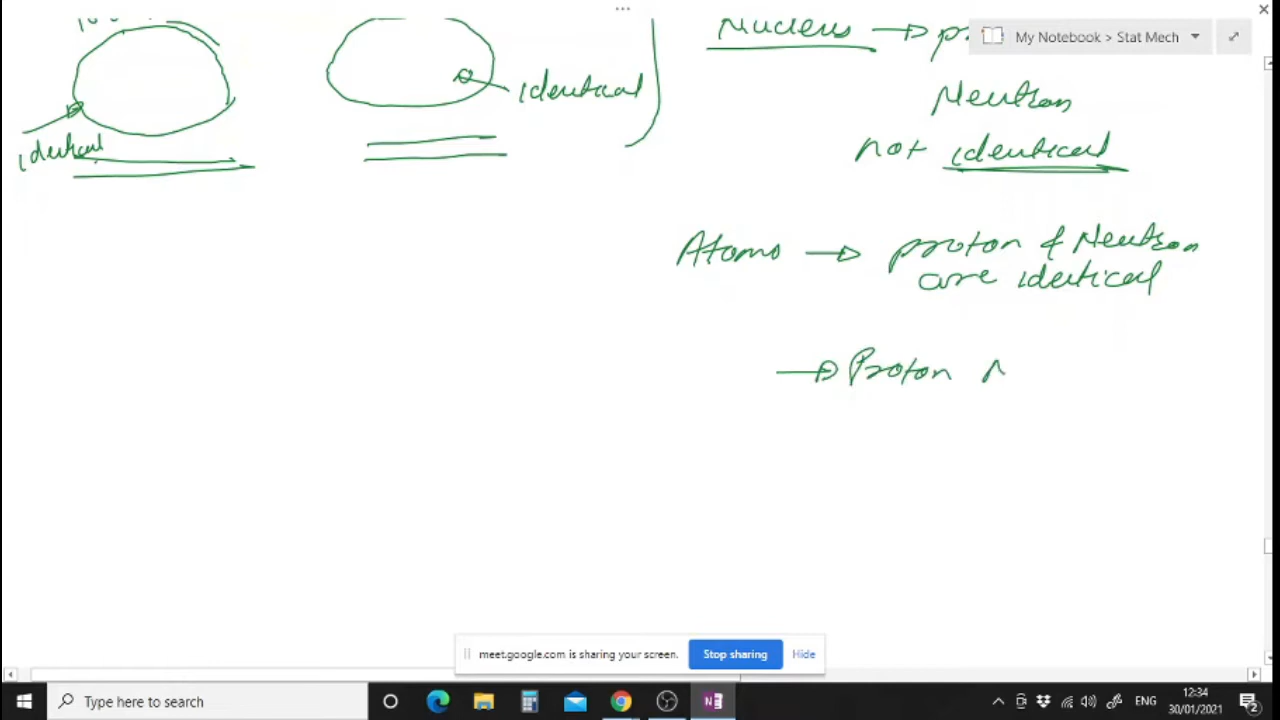 identical
identical
Nucleus
Neutron
not identical
Atoms → proton & Neutron
are identical
→ Proton
My Notebook > Stat Mech
meet.google.com is sharing your screen.
Stop sharing
Hide
Type here to search
ENG
12:34
30/01/2021